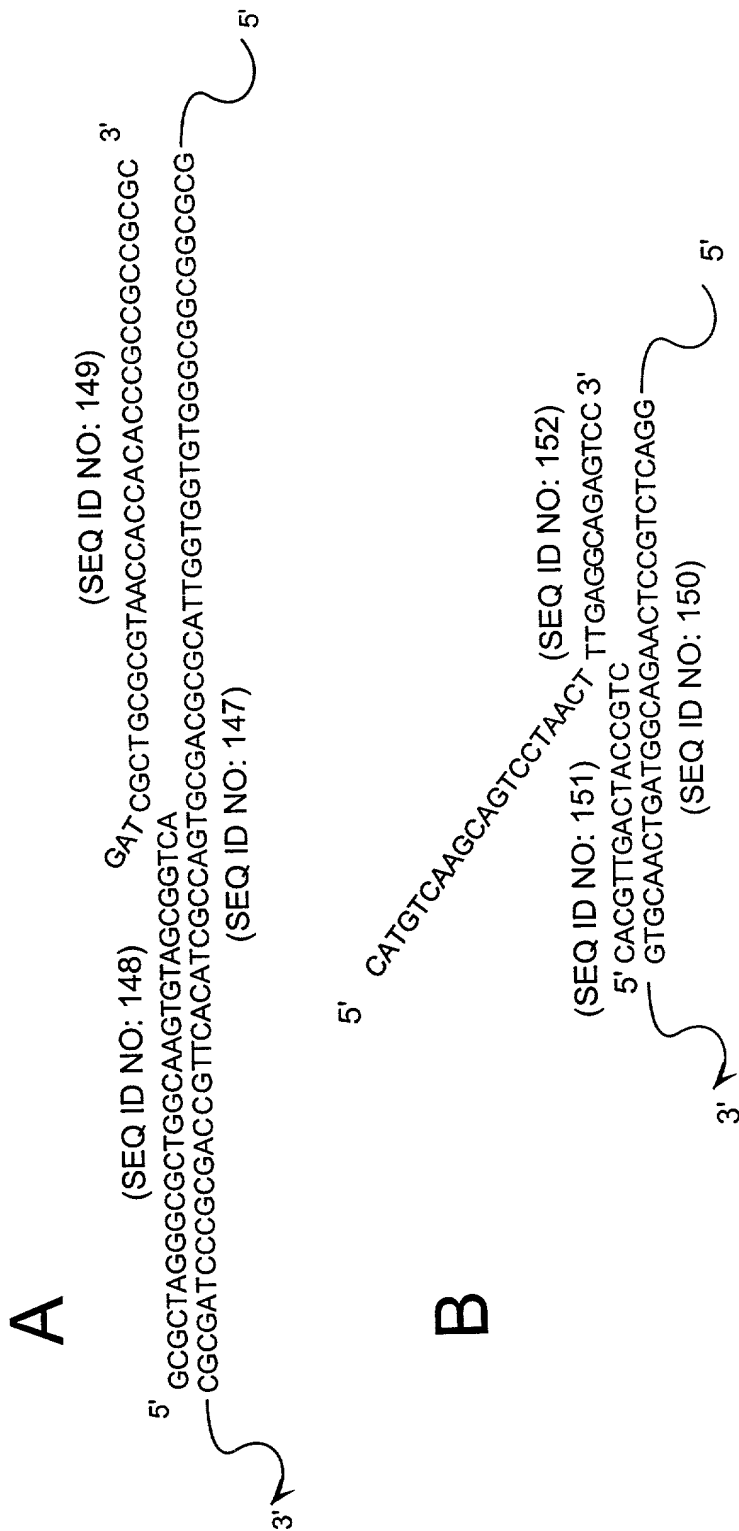 A
(SEQ ID NO: 149)
(SEQ ID NO: 148)
GAT CGCTGCGCGTAACCACCACACCCGCCGCCGCGC 3'
5' GCGCTAGGGCGCTGGCAAGTGTAGCGGTCA
CGCGATCCCGCGACCGTTCACATCGCCAGTGCGACGCGCATTGGTGGTGTGGGCGGCGGCGCG
3' 5'
(SEQ ID NO: 147)
B
5' CATGTCAAGCAGTCCTAACT TTGAGGCAGAGTCC 3'
(SEQ ID NO: 152)
(SEQ ID NO: 151)
5' CACGTTGACTACCGTC
GTGCAACTGATGGCAGAACTCCGTCTCAGG
3' 5'
(SEQ ID NO: 150)